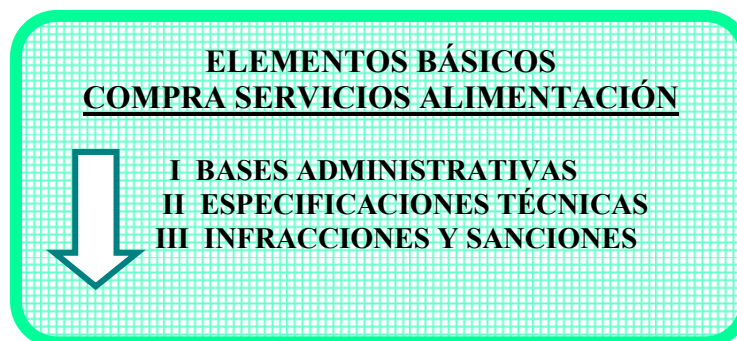 ELEMENTOS BÁSICOS
COMPRA SERVICIOS ALIMENTACIÓN
I BASES ADMINISTRATIVAS
II ESPECIFICACIONES TÉCNICAS
III INFRACCIONES Y SANCIONES